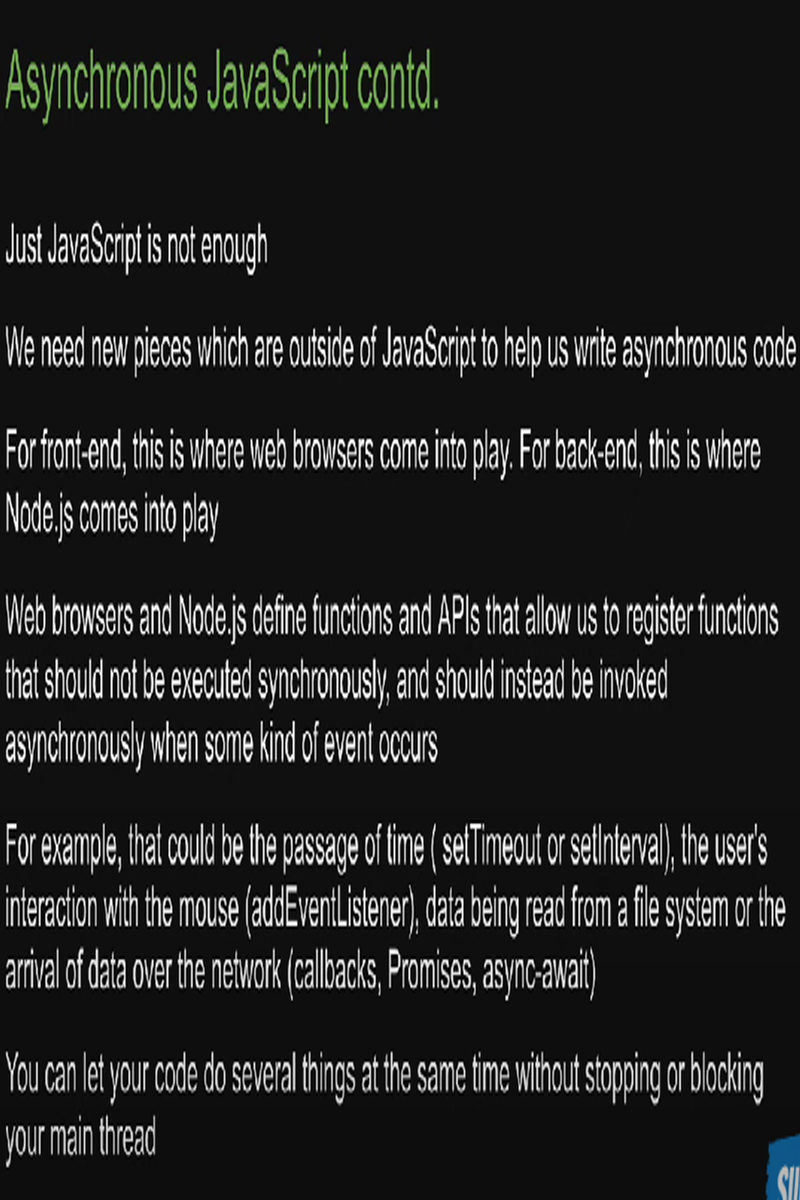 Asynchronous JavaScript contd.
Just JavaScript is not enough
We need new pieces which are outside of JavaScript to help us write asynchronous code
For front-end, this is where web browsers come into play. For back-end, this is where
Node.js comes into play
Web browsers and Node.js define functions and APIs that allow us to register functions
that should not be executed synchronously, and should instead be invoked
asynchronously when some kind of event occurs
For example, that could be the passage of time ( setTimeout or setInterval), the user's
interaction with the mouse (addEventListener), data being read from a file system or the
arrival of data over the network (callbacks, Promises, async-await)
You can let your code do several things at the same time without stopping or blocking
your main thread